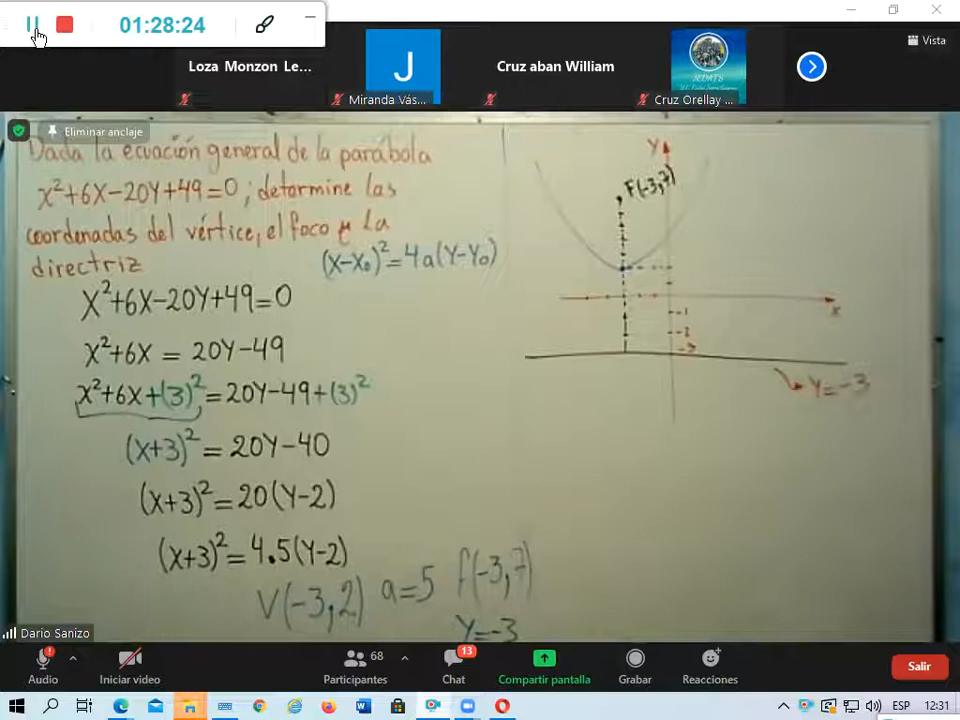 01:28:24
Vista
Loza Monzon Le...
J
Miranda Vás...
Cruz aban William
Cruz Orellay ...
Eliminar anclaje
Dada la ecuación general de la parábola
x²+6x-20y+49=0; determine las
coordenadas del vértice, el foco y la
directriz
(x-x₀)²=4a(y-y₀)
x²+6x-20y+49=0
x²+6x = 20y-49
x²+6x+(3)²=20y-49+(3)²
(x+3)²=20y-40
(x+3)²=20(y-2)
(x+3)²=4.5(y-2)
V(-3,2) a=5 f(-3,7)
y=-3
Y
F(-3,7)
x
-1
-2
-3
y=-3
Dario Sanizo
Audio
Iniciar video
68
Participantes
13
Chat
Compartir pantalla
Grabar
Reacciones
Salir
ESP
12:31